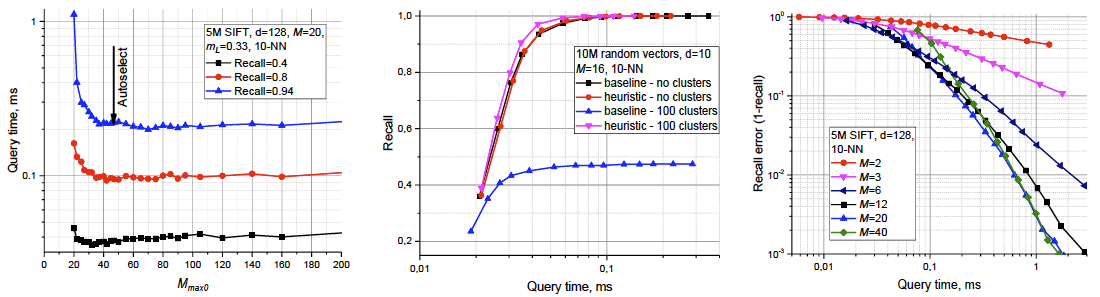 5M SIFT, d=128, M=20,
mL=0.33, 10-NN
Recall=0.4
Recall=0.8
Recall=0.94
Autoselect
Query time, ms
1
0.1
0
20
40
60
80
100
120
140
160
180
200
Mmax0
10M random vectors, d=10
M=16, 10-NN
baseline - no clusters
heuristic - no clusters
baseline - 100 clusters
heuristic - 100 clusters
Recall
1,0
0,8
0,6
0,4
0,2
0,01
0,1
Query time, ms
5M SIFT, d=128,
10-NN
M=2
M=3
M=6
M=12
M=20
M=40
Recall error (1-recall)
10^0
10^-1
10^-2
10^-3
0,01
0,1
1
Query time, ms